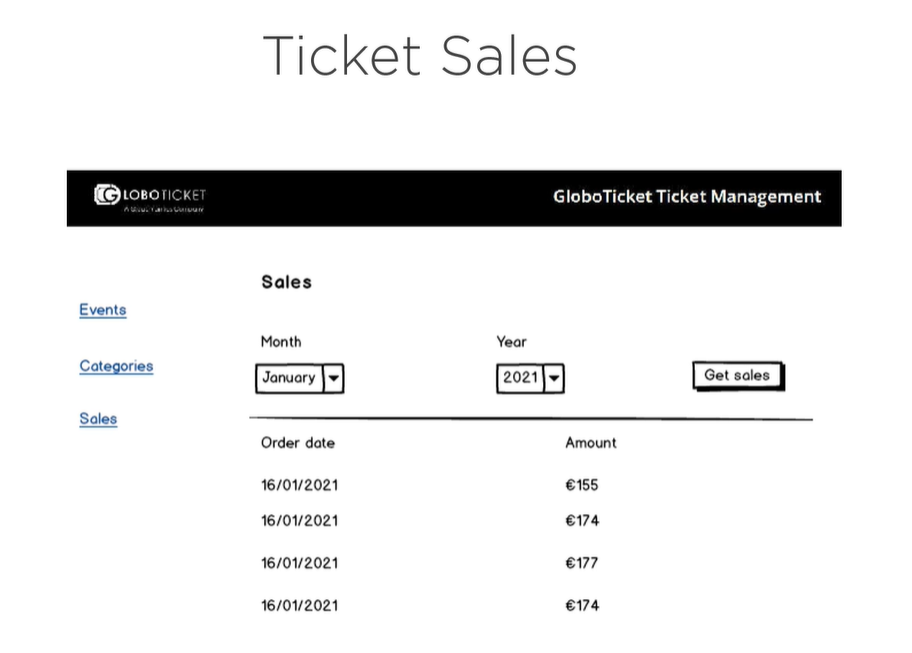 Ticket Sales
GLOBOTICKET
GloboTicket Ticket Management
Sales
Events
Month
Year
Categories
January
2021
Get sales
Sales
Order date
Amount
16/01/2021
€155
16/01/2021
€174
16/01/2021
€177
16/01/2021
€174